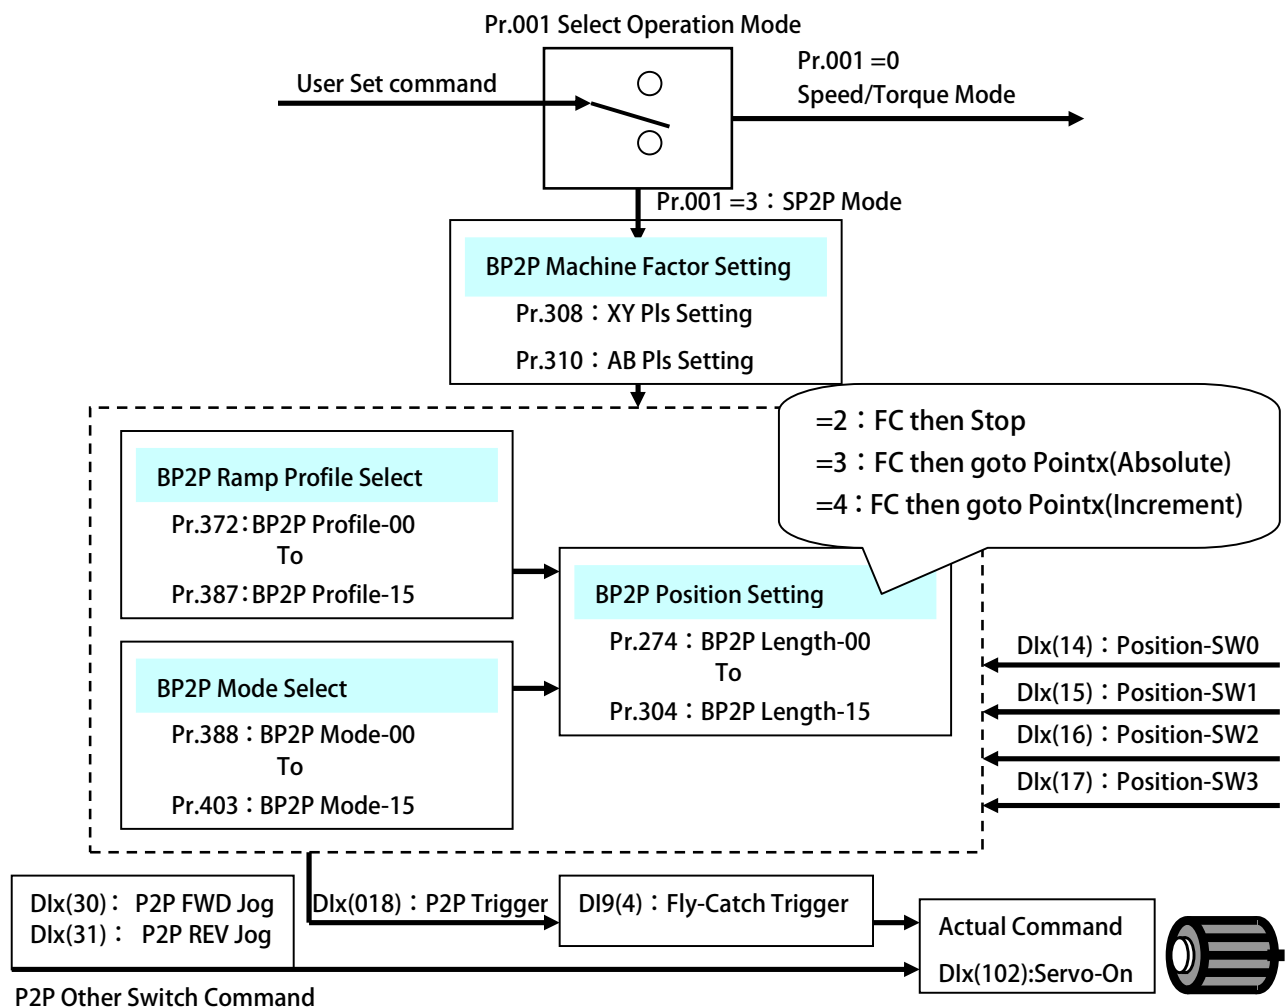 Pr.001 Select Operation Mode
User Set command
Pr.001 =0
Speed/Torque Mode
Pr.001 =3：SP2P Mode
BP2P Machine Factor Setting
Pr.308：XY Pls Setting
Pr.310：AB Pls Setting
=2：FC then Stop
=3：FC then goto Pointx(Absolute)
=4：FC then goto Pointx(Increment)
BP2P Ramp Profile Select
Pr.372：BP2P Profile-00
To
Pr.387：BP2P Profile-15
BP2P Mode Select
Pr.388：BP2P Mode-00
To
Pr.403：BP2P Mode-15
BP2P Position Setting
Pr.274：BP2P Length-00
To
Pr.304：BP2P Length-15
DIx(14)：Position-SW0
DIx(15)：Position-SW1
DIx(16)：Position-SW2
DIx(17)：Position-SW3
DIx(30)： P2P FWD Jog
DIx(31)： P2P REV Jog
DIx(018)：P2P Trigger
DI9(4)：Fly-Catch Trigger
Actual Command
DIx(102):Servo-On
P2P Other Switch Command